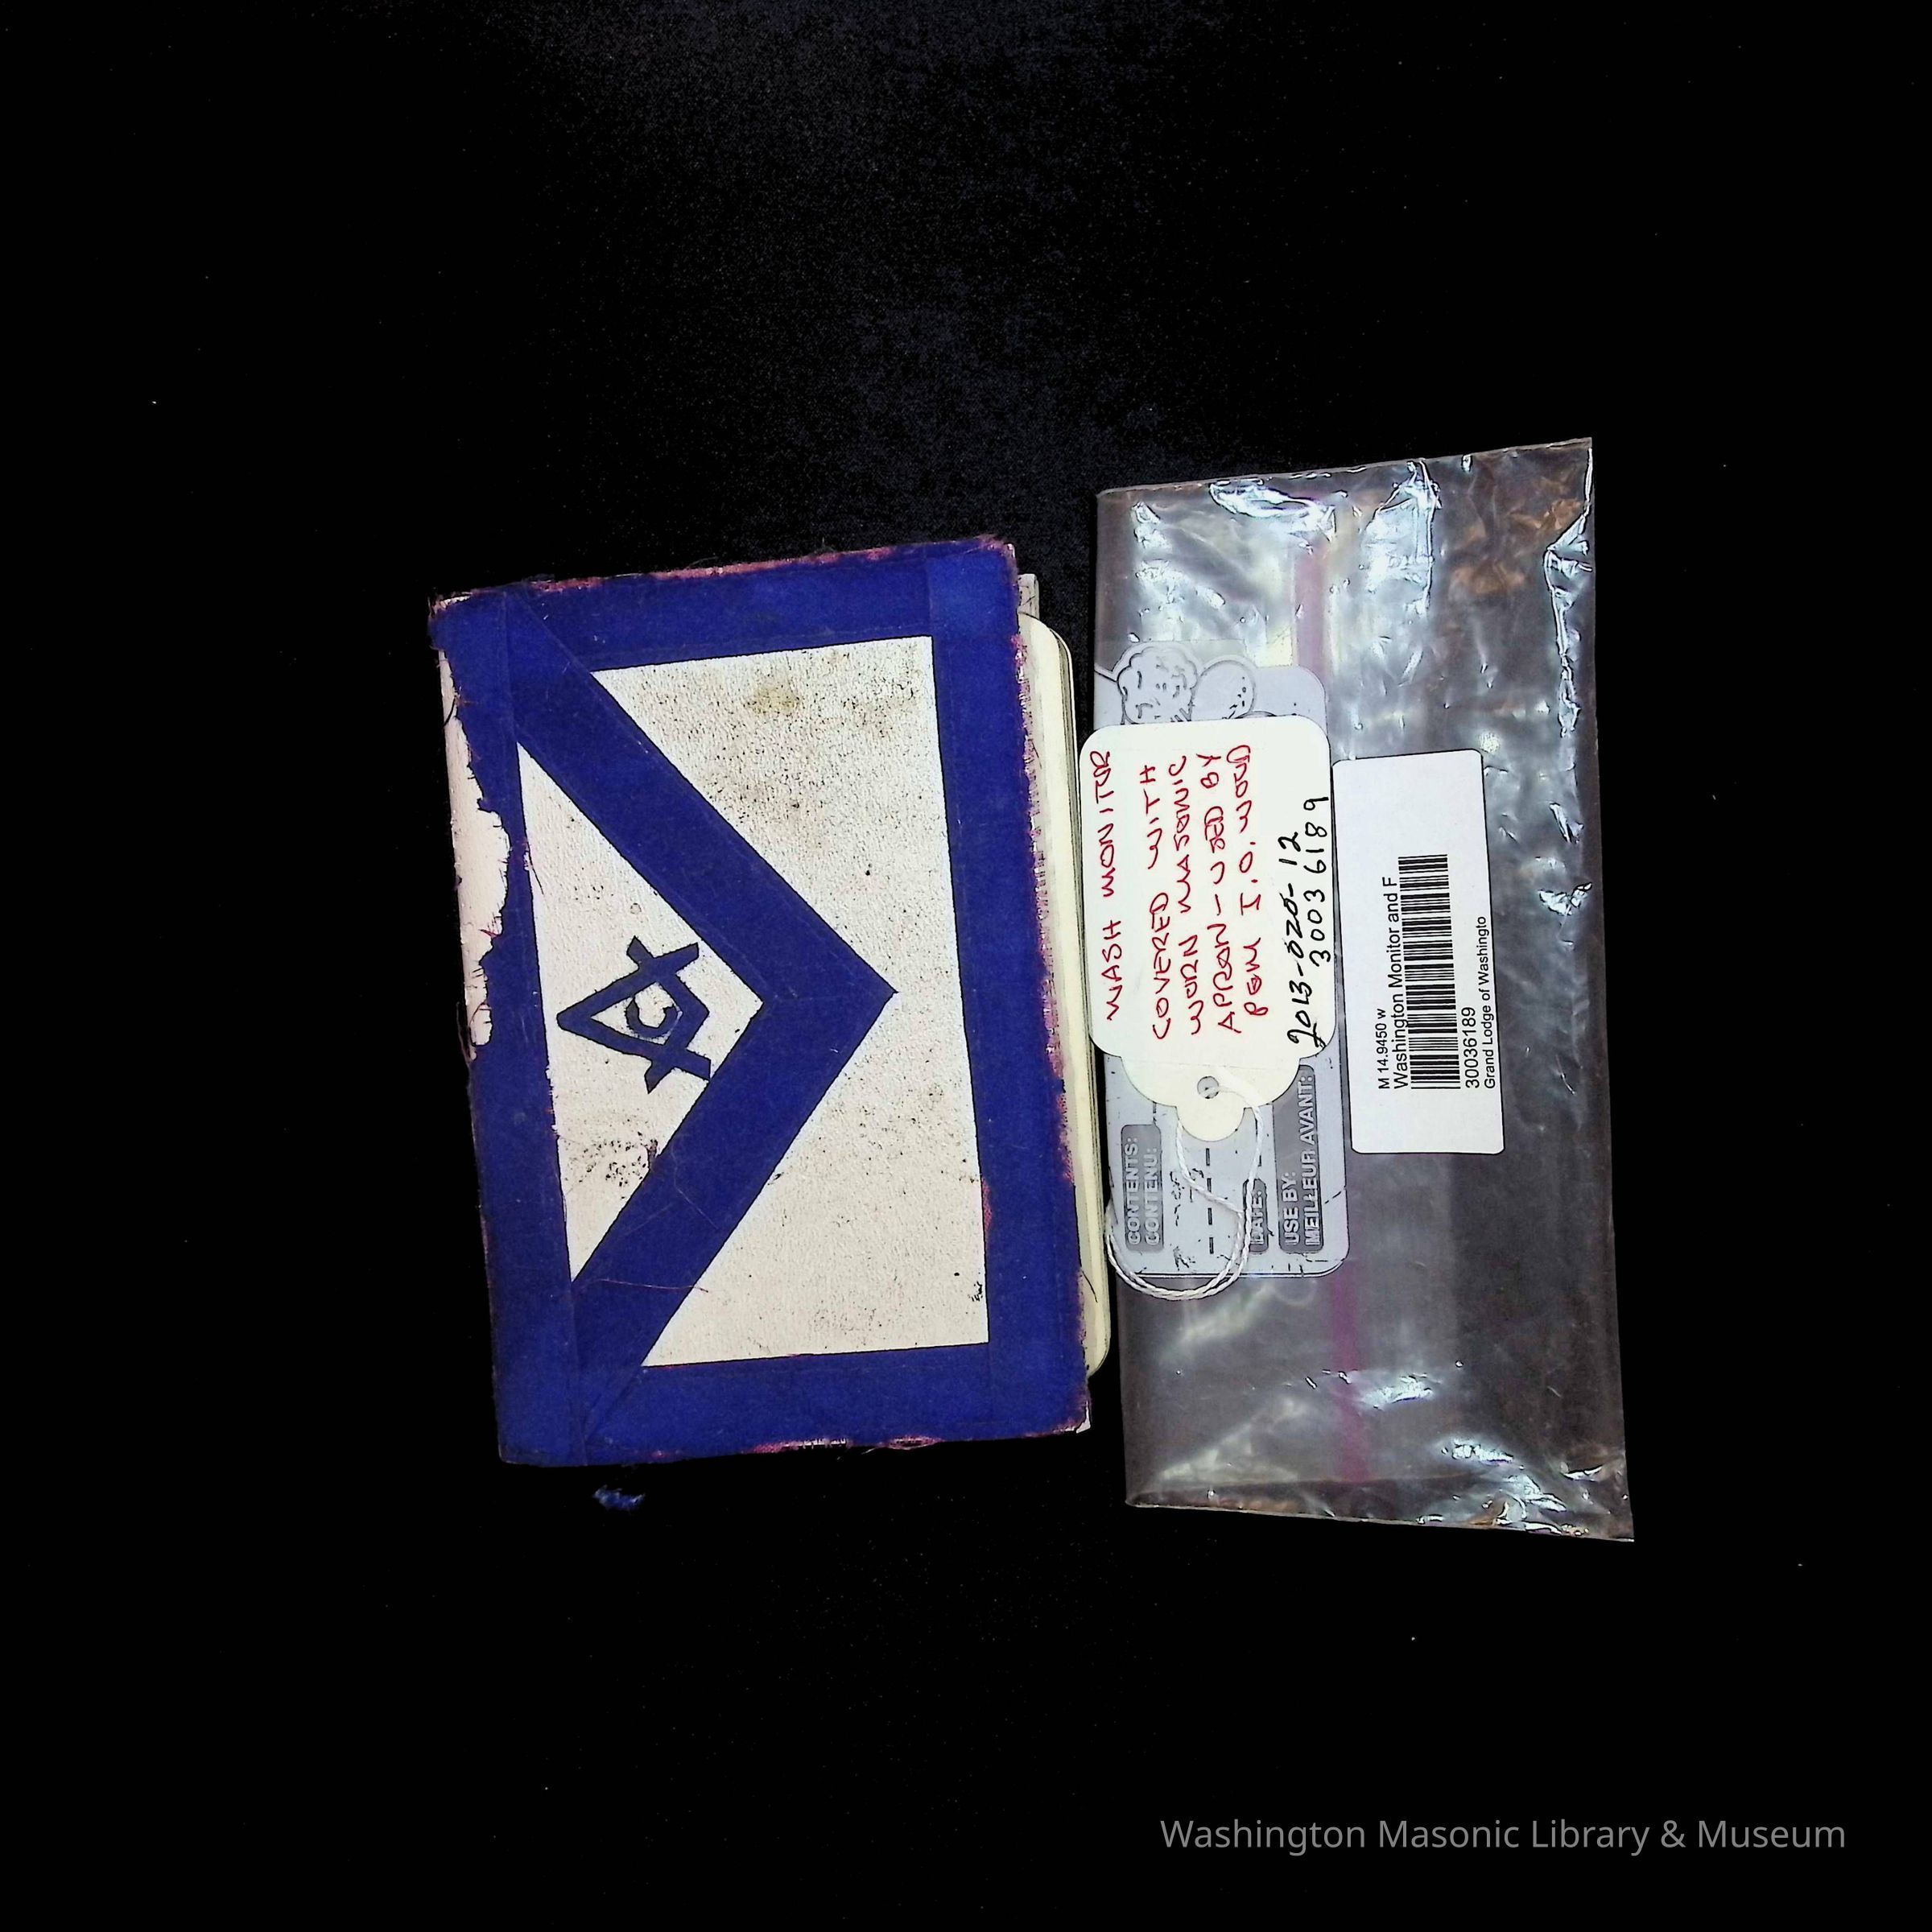 G
WASH MONITOR
COVERED WITH
WORN MASONIC
APRON - USED BY
PGM I.O. WOOD
2013-020-12
30036189
CONTENTS:
CONTENU:
DATE:
USE BY:
MEILLEUR AVANT:
M 14.9450 w
Washington Monitor and F
30036189
Grand Lodge of Washingto
Washington Masonic Library & Museum